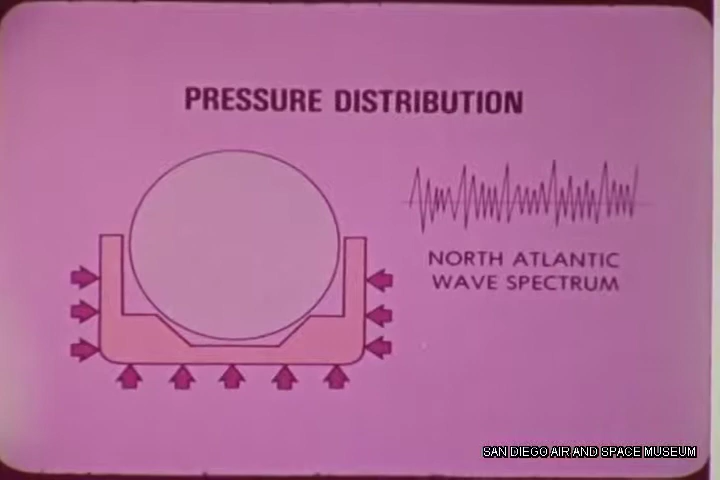 PRESSURE DISTRIBUTION
NORTH ATLANTIC
WAVE SPECTRUM
SAN DIEGO AIR AND SPACE MUSEUM